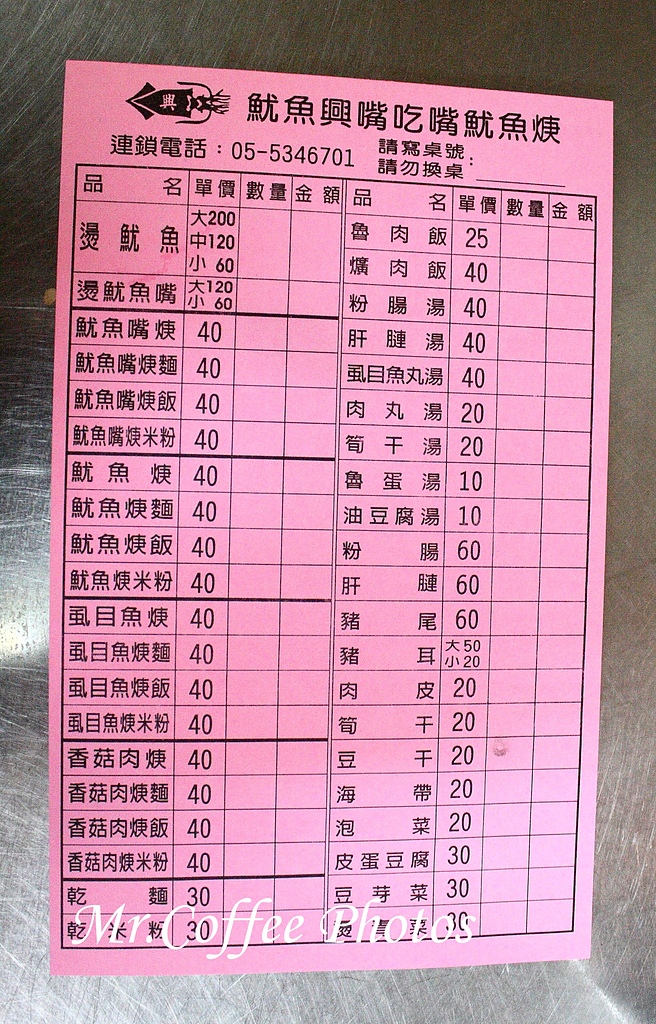 興
魷魚興嘴吃嘴魷魚焿
連鎖電話：05-5346701
請寫桌號
請勿換桌：
品名 單價 數量 金額
燙魷魚 大200 中120 小60
燙魷魚嘴 大120 小60
魷魚嘴焿 40
魷魚嘴焿麵 40
魷魚嘴焿飯 40
魷魚嘴焿米粉 40
魷魚焿 40
魷魚焿麵 40
魷魚焿飯 40
魷魚焿米粉 40
虱目魚焿 40
虱目魚焿麵 40
虱目魚焿飯 40
虱目魚焿米粉 40
香菇肉焿 40
香菇肉焿麵 40
香菇肉焿飯 40
香菇肉焿米粉 40
乾麵 30
乾米粉 30
品名 單價 數量 金額
魯肉飯 25
爌肉飯 40
粉腸湯 40
肝腱湯 40
虱目魚丸湯 40
肉丸湯 20
筍干湯 20
魯蛋湯 10
油豆腐湯 10
粉腸 60
肝腱 60
豬尾 60
豬耳 大50 小20
肉皮 20
筍干 20
豆干 20
海帶 20
泡菜 20
皮蛋豆腐 30
豆芽菜 30
燙青菜 30
Mr.Coffee Photos